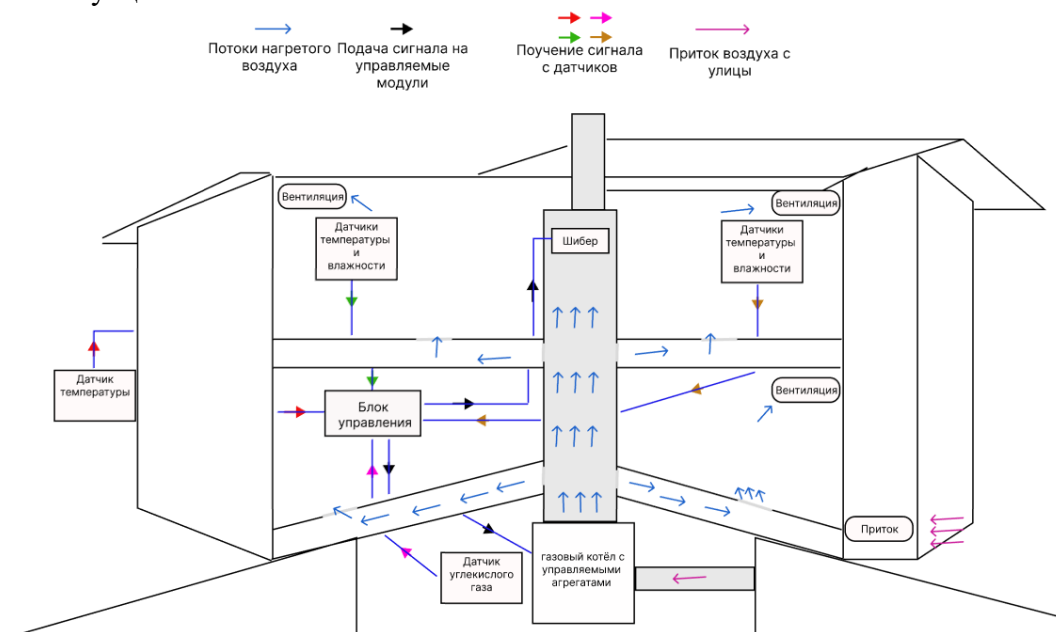 Потоки нагретого
воздуха
Подача сигнала на
управляемые
модули
Поучение сигнала
с датчиков
Приток воздуха с
улицы
Вентиляция
Вентиляция
Датчики
температуры
и
влажности
Шибер
Датчики
температуры
и
влажности
Датчик
температуры
Вентиляция
Блок
управления
Приток
газовый котёл с
управляемыми
агрегатами
Датчик
углекислого
газа